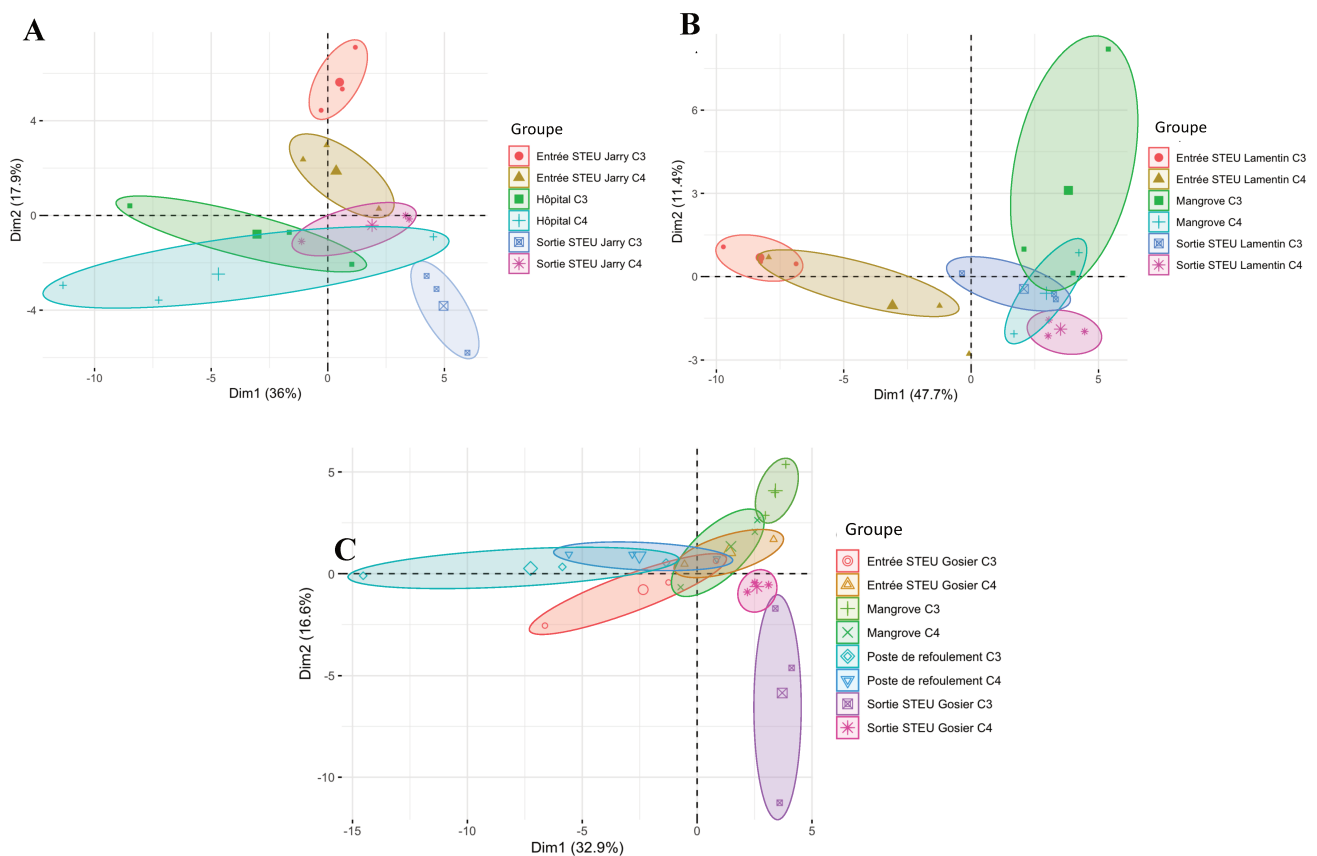 A
Dim2 (17.9%)
4
0
-4
-10
-5
0
5
Dim1 (36%)
Groupe
Entrée STEU Jarry C3
Entrée STEU Jarry C4
Hôpital C3
Hôpital C4
Sortie STEU Jarry C3
Sortie STEU Jarry C4
B
Dim2 (11.4%)
6
3
0
-3
-10
-5
0
5
Dim1 (47.7%)
Groupe
Entrée STEU Lamentin C3
Entrée STEU Lamentin C4
Mangrove C3
Mangrove C4
Sortie STEU Lamentin C3
Sortie STEU Lamentin C4
C
Dim2 (16.6%)
5
0
-5
-10
-15
-10
-5
0
5
Dim1 (32.9%)
Groupe
Entrée STEU Gosier C3
Entrée STEU Gosier C4
Mangrove C3
Mangrove C4
Poste de refoulement C3
Poste de refoulement C4
Sortie STEU Gosier C3
Sortie STEU Gosier C4